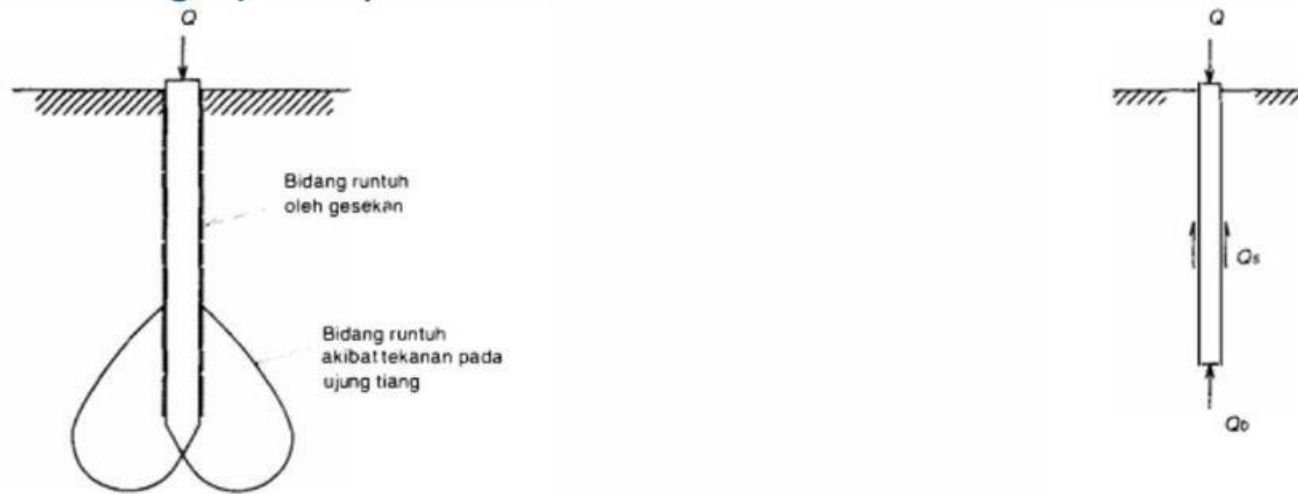 Q
Bidang runtuh
oleh gesekan
Bidang runtuh
akibat tekanan pada
ujung tiang
Q
Qs
Qb